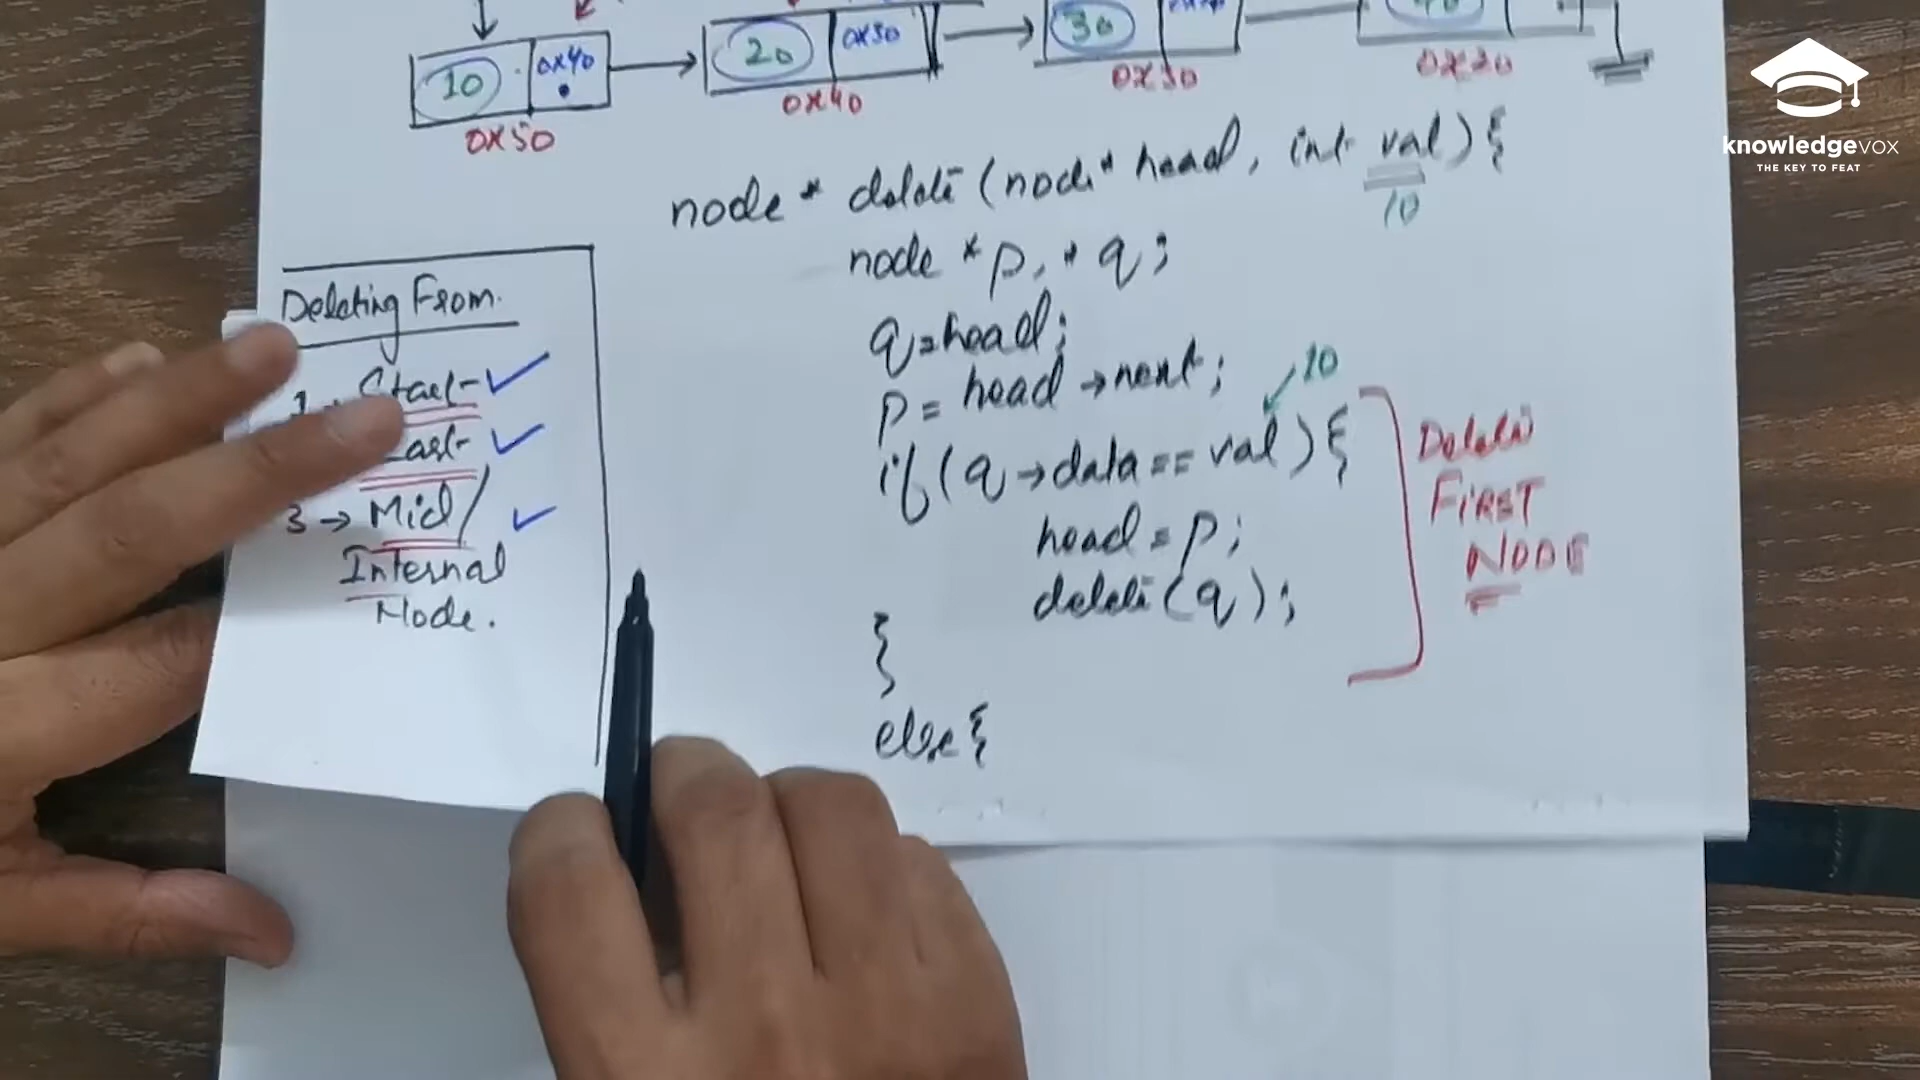 10 0x40
20 0x30
30
0x50
0x40
0x30
0x20
knowledgevox
THE KEY TO FEAT
node * delete (node* head, int val) {
10
node *p, *q;
q=head;
p = head → next;
10
if (q → data == val) {
head = p;
delete (q);
}
else {
Delete
FIRST
NODE
Deleting From.
1 → Start
Last
3 → Mid/
Internal
Node.